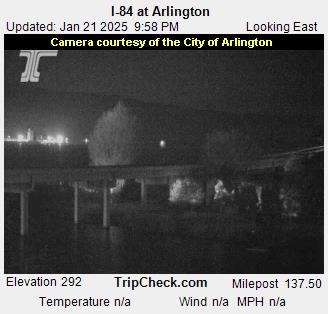 I-84 at Arlington
Updated: Jan 21 2025 9:58 PM Looking East
Camera courtesy of the City of Arlington
Elevation 292 TripCheck.com Milepost 137.50
Temperature n/a Wind n/a MPH n/a